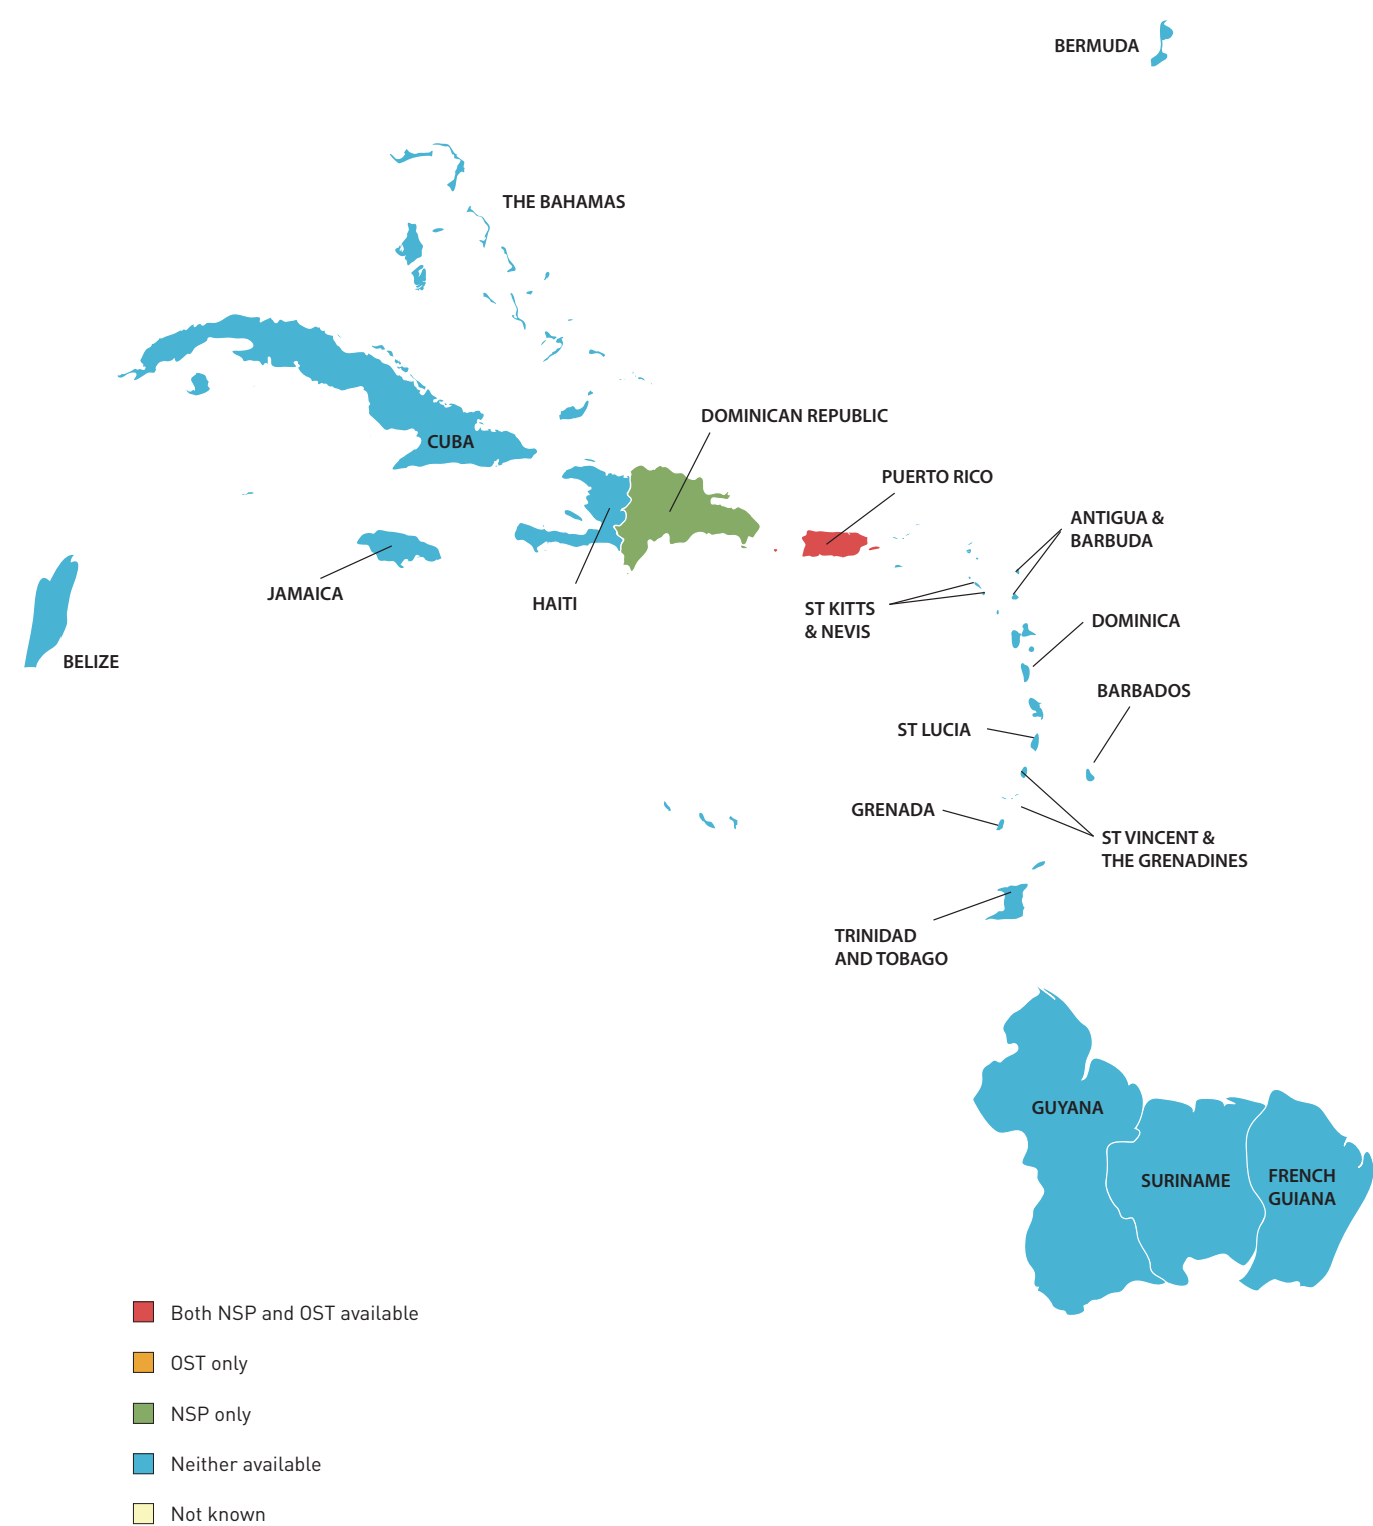 BERMUDA
THE BAHAMAS
DOMINICAN REPUBLIC
CUBA
PUERTO RICO
ANTIGUA &
BARBUDA
JAMAICA
HAITI
ST KITTS
& NEVIS
DOMINICA
BELIZE
BARBADOS
ST LUCIA
GRENADA
ST VINCENT &
THE GRENADINES
TRINIDAD
AND TOBAGO
GUYANA
SURINAME
FRENCH
GUIANA
Both NSP and OST available
OST only
NSP only
Neither available
Not known